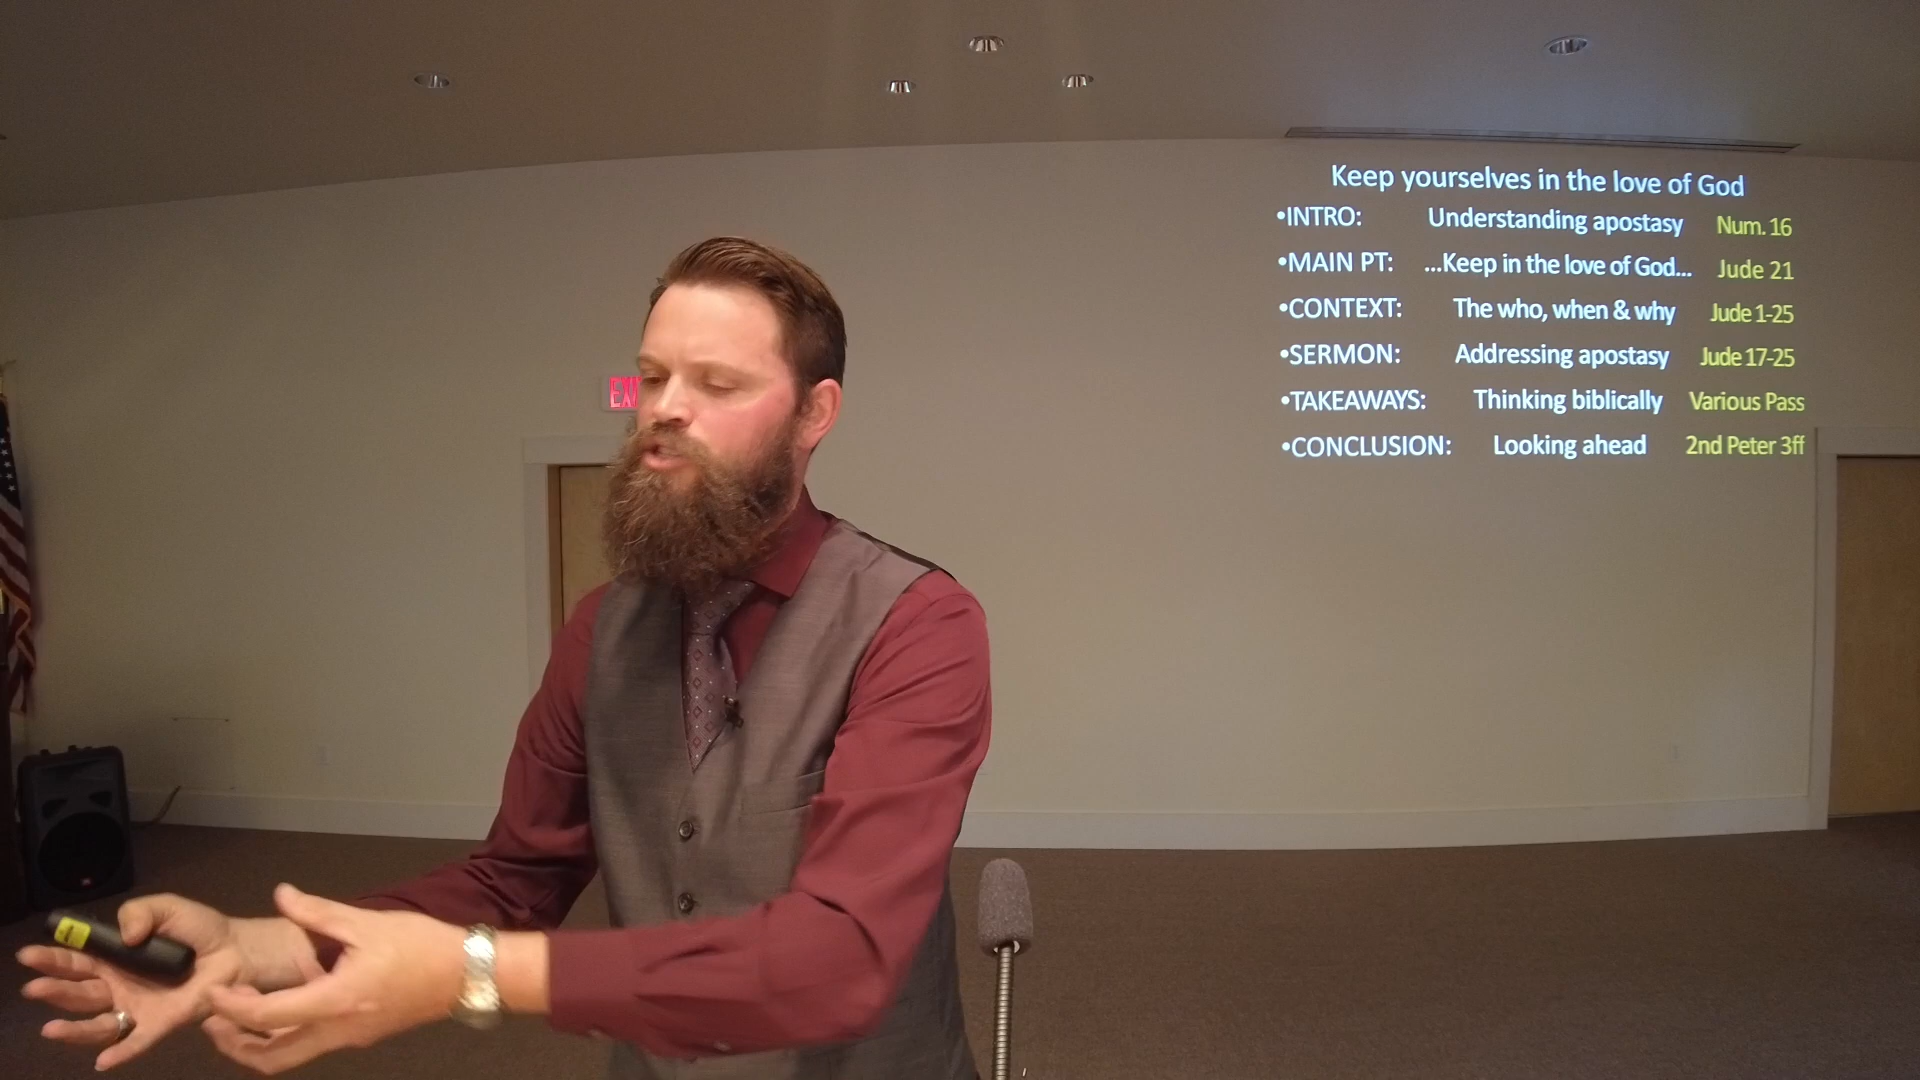 Keep yourselves in the love of God
•INTRO: Understanding apostasy Num. 16
•MAIN PT: ...Keep in the love of God... Jude 21
•CONTEXT: The who, when & why Jude 1-25
•SERMON: Addressing apostasy Jude 17-25
•TAKEAWAYS: Thinking biblically Various Pass
•CONCLUSION: Looking ahead 2nd Peter 3ff
EXI